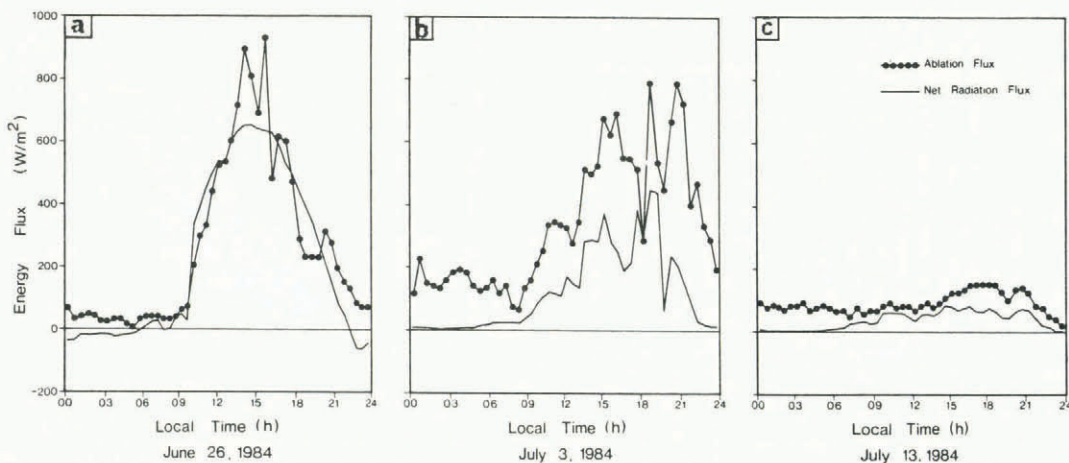 a
b
c
1000
800
600
400
200
0
-200
Energy Flux (W/m²)
Ablation Flux
Net Radiation Flux
00 03 06 09 12 15 18 21 24
00 03 06 09 12 15 18 21 24
00 03 06 09 12 15 18 21 24
Local Time (h)
Local Time (h)
Local Time (h)
June 26, 1984
July 3, 1984
July 13, 1984